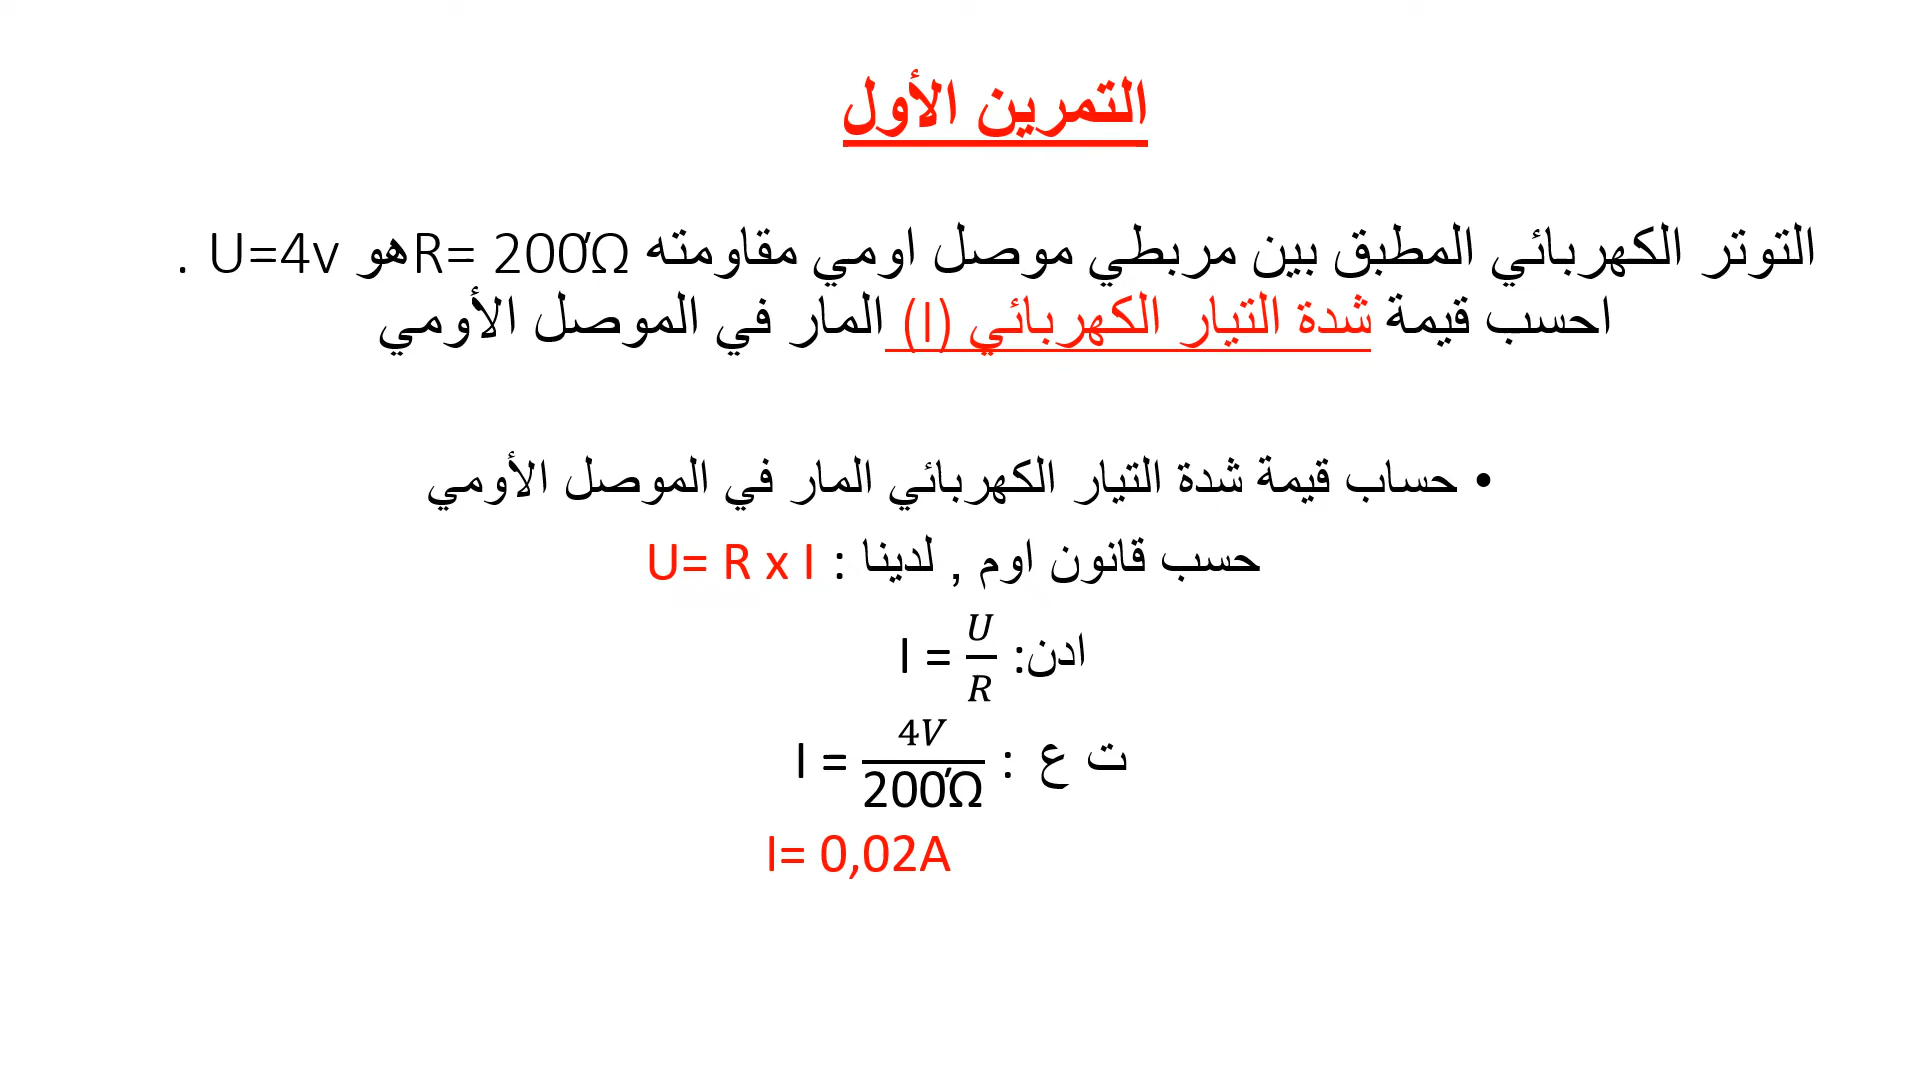 التمرين الأول
التوتر الكهربائي المطبق بين مربطي موصل اومي مقاومته R= 200Ώ هو U=4v .
احسب قيمة شدة التيار الكهربائي (I) المار في الموصل الأومي
• حساب قيمة شدة التيار الكهربائي المار في الموصل الأومي
حسب قانون اوم , لدينا : U= R x I
ادن: I = U/R
ت ع : I = 4V/200Ώ
I= 0,02A